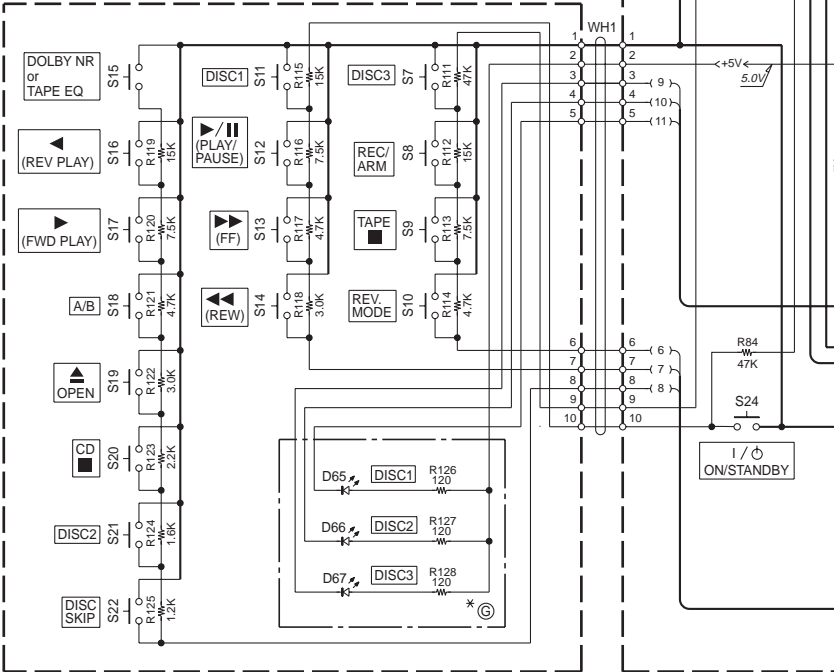 DOLBY NR
or
TAPE EQ
S15
◀
(REV PLAY)
S16
R119
15K
▶
(FWD PLAY)
S17
R120
7.5K
A/B
S18
R121
4.7K
OPEN
S19
R122
3.0K
CD
S20
R123
2.2K
DISC2
S21
R124
1.6K
DISC
SKIP
S22
R125
1.2K
DISC1
S11
R115
15K
▶/II
(PLAY/
PAUSE)
S12
R116
7.5K
▶▶
(FF)
S13
R117
4.7K
◀◀
(REW)
S14
R118
3.0K
DISC3
S7
R111
47K
REC/
ARM
S8
R112
15K
TAPE
S9
R113
7.5K
REV.
MODE
S10
R114
4.7K
D65
DISC1
R126
120
D66
DISC2
R127
120
D67
DISC3
R128
120
* G
WH1
1 1
2 2
3 3 9
4 4 10
5 5 11
6 6 6
7 7 7
8 8 8
9 9
10 10
+5V
5.0V
R84
47K
S24
I / ⏻
ON/STANDBY